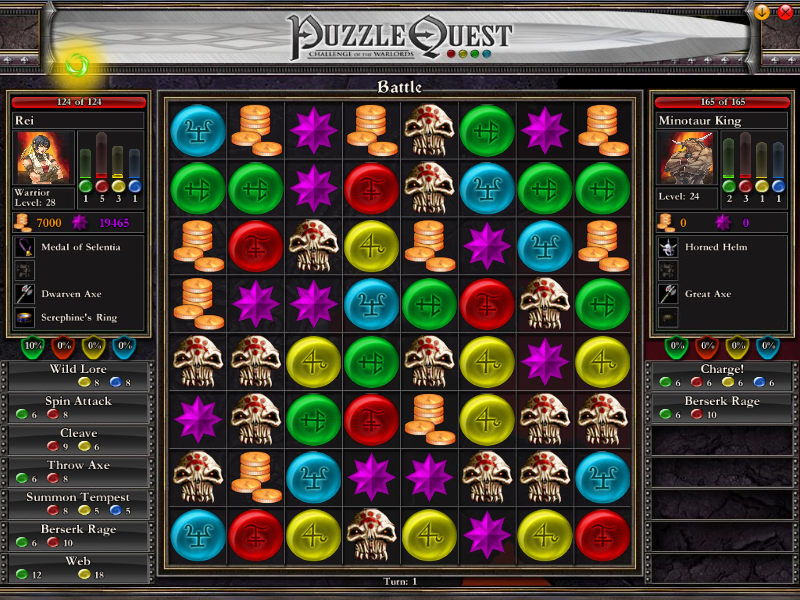 PUZZLEQUEST
CHALLENGE OF THE WARLORDS
Battle
124 of 124
Rei
Warrior
Level: 28
1 5 3 1
7000 19465
Medal of Selentia
Dwarven Axe
Serephine's Ring
10% 0% 0% 0%
Wild Lore
8 8
Spin Attack
6 8
Cleave
9 6
Throw Axe
6 8
Summon Tempest
8 5 5
Berserk Rage
6 10
Web
12 18
165 of 165
Minotaur King
Level: 24
2 3 1 1
0 0
Horned Helm
Great Axe
0% 0% 0% 0%
Charge!
6 6 6 6
Berserk Rage
6 10
Turn: 1